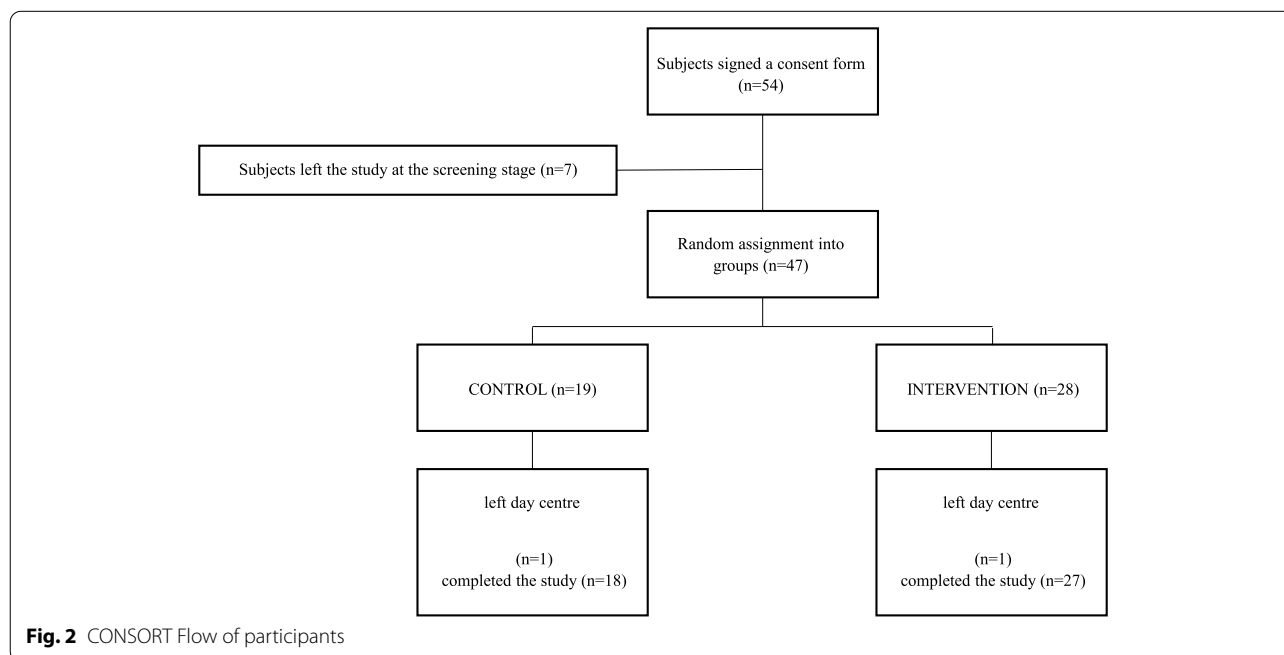 Subjects signed a consent form
(n=54)
Subjects left the study at the screening stage (n=7)
Random assignment into
groups (n=47)
CONTROL (n=19)
INTERVENTION (n=28)
left day centre
(n=1)
completed the study (n=18)
left day centre
(n=1)
completed the study (n=27)
Fig. 2 CONSORT Flow of participants